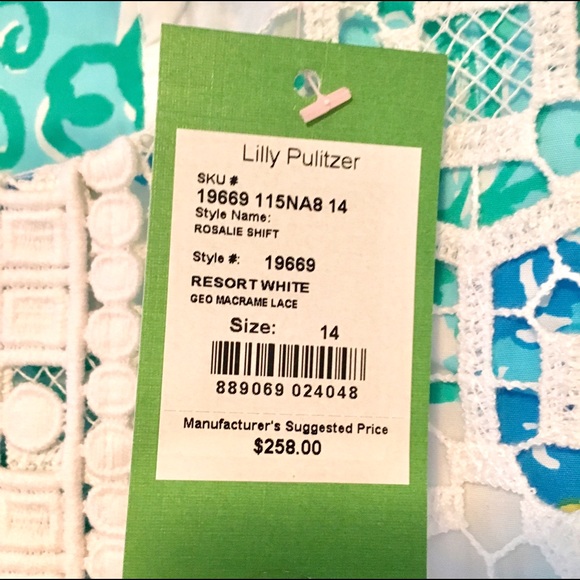 Lilly Pulitzer
SKU #
19669 115NA8 14
Style Name:
ROSALIE SHIFT
Style #: 19669
RESORT WHITE
GEO MACRAME LACE
Size: 14
889069 024048
Manufacturer's Suggested Price
$258.00